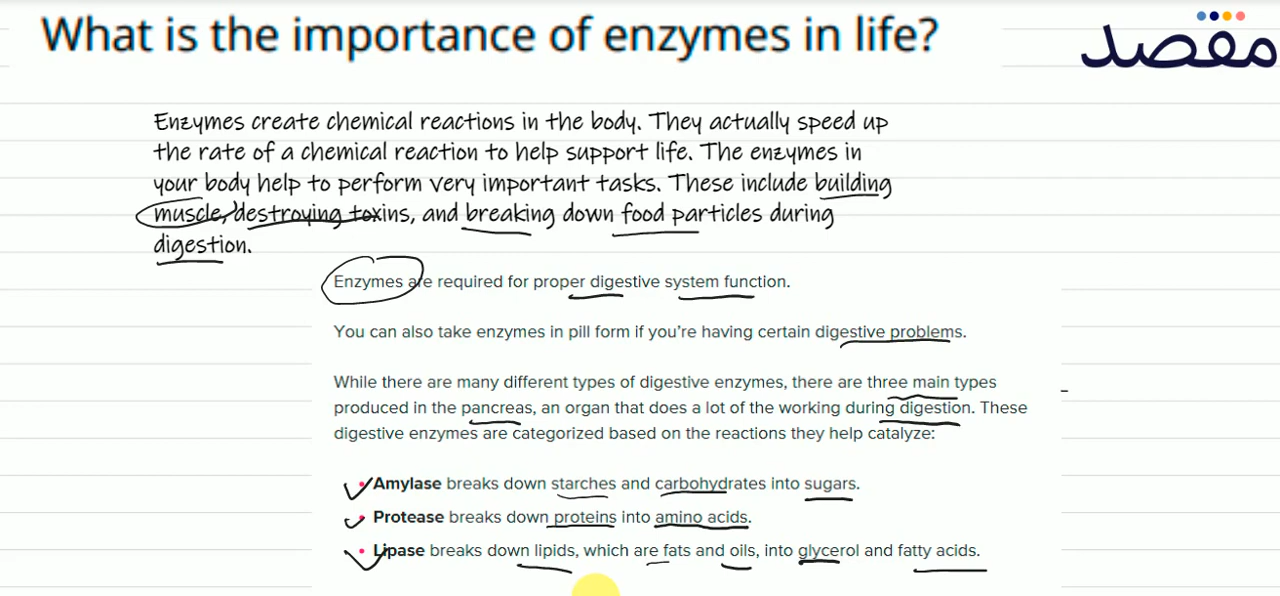 What is the importance of enzymes in life?
مقصد
Enzymes create chemical reactions in the body. They actually speed up
the rate of a chemical reaction to help support life. The enzymes in
your body help to perform very important tasks. These include building
muscle, destroying toxins, and breaking down food particles during
digestion.
Enzymes are required for proper digestive system function.
You can also take enzymes in pill form if you’re having certain digestive problems.
While there are many different types of digestive enzymes, there are three main types
produced in the pancreas, an organ that does a lot of the working during digestion. These
digestive enzymes are categorized based on the reactions they help catalyze:
• Amylase breaks down starches and carbohydrates into sugars.
• Protease breaks down proteins into amino acids.
• Lipase breaks down lipids, which are fats and oils, into glycerol and fatty acids.